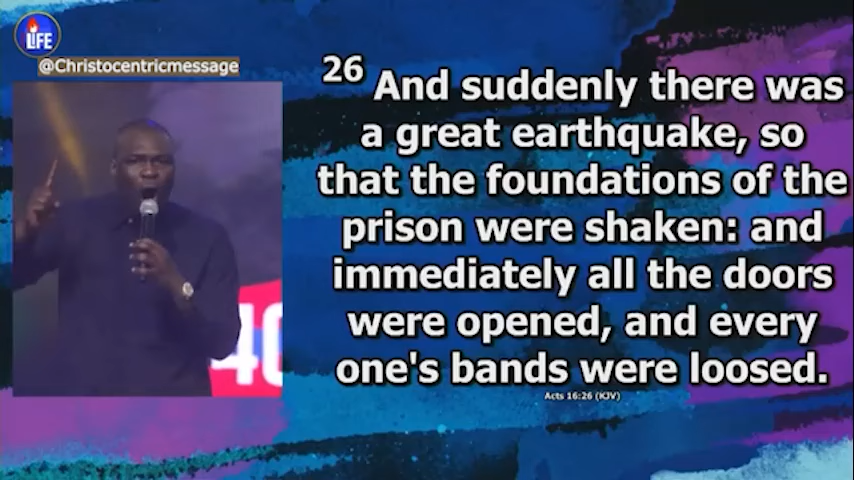 LIFE
@Christocentricmessage
26 And suddenly there was
a great earthquake, so
that the foundations of the
prison were shaken: and
immediately all the doors
were opened, and every
one's bands were loosed.
Acts 16:26 (KJV)
40